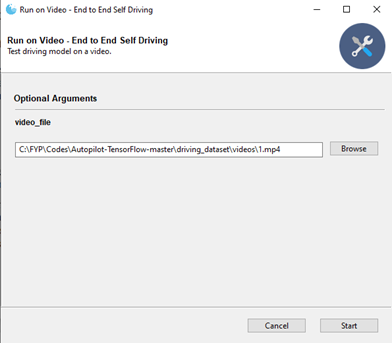 Run on Video - End to End Self Driving
Run on Video - End to End Self Driving
Test driving model on a video.
Optional Arguments
video_file
C:\FYP\Codes\Autopilot-TensorFlow-master\driving_dataset\videos\1.mp4
Browse
Cancel
Start